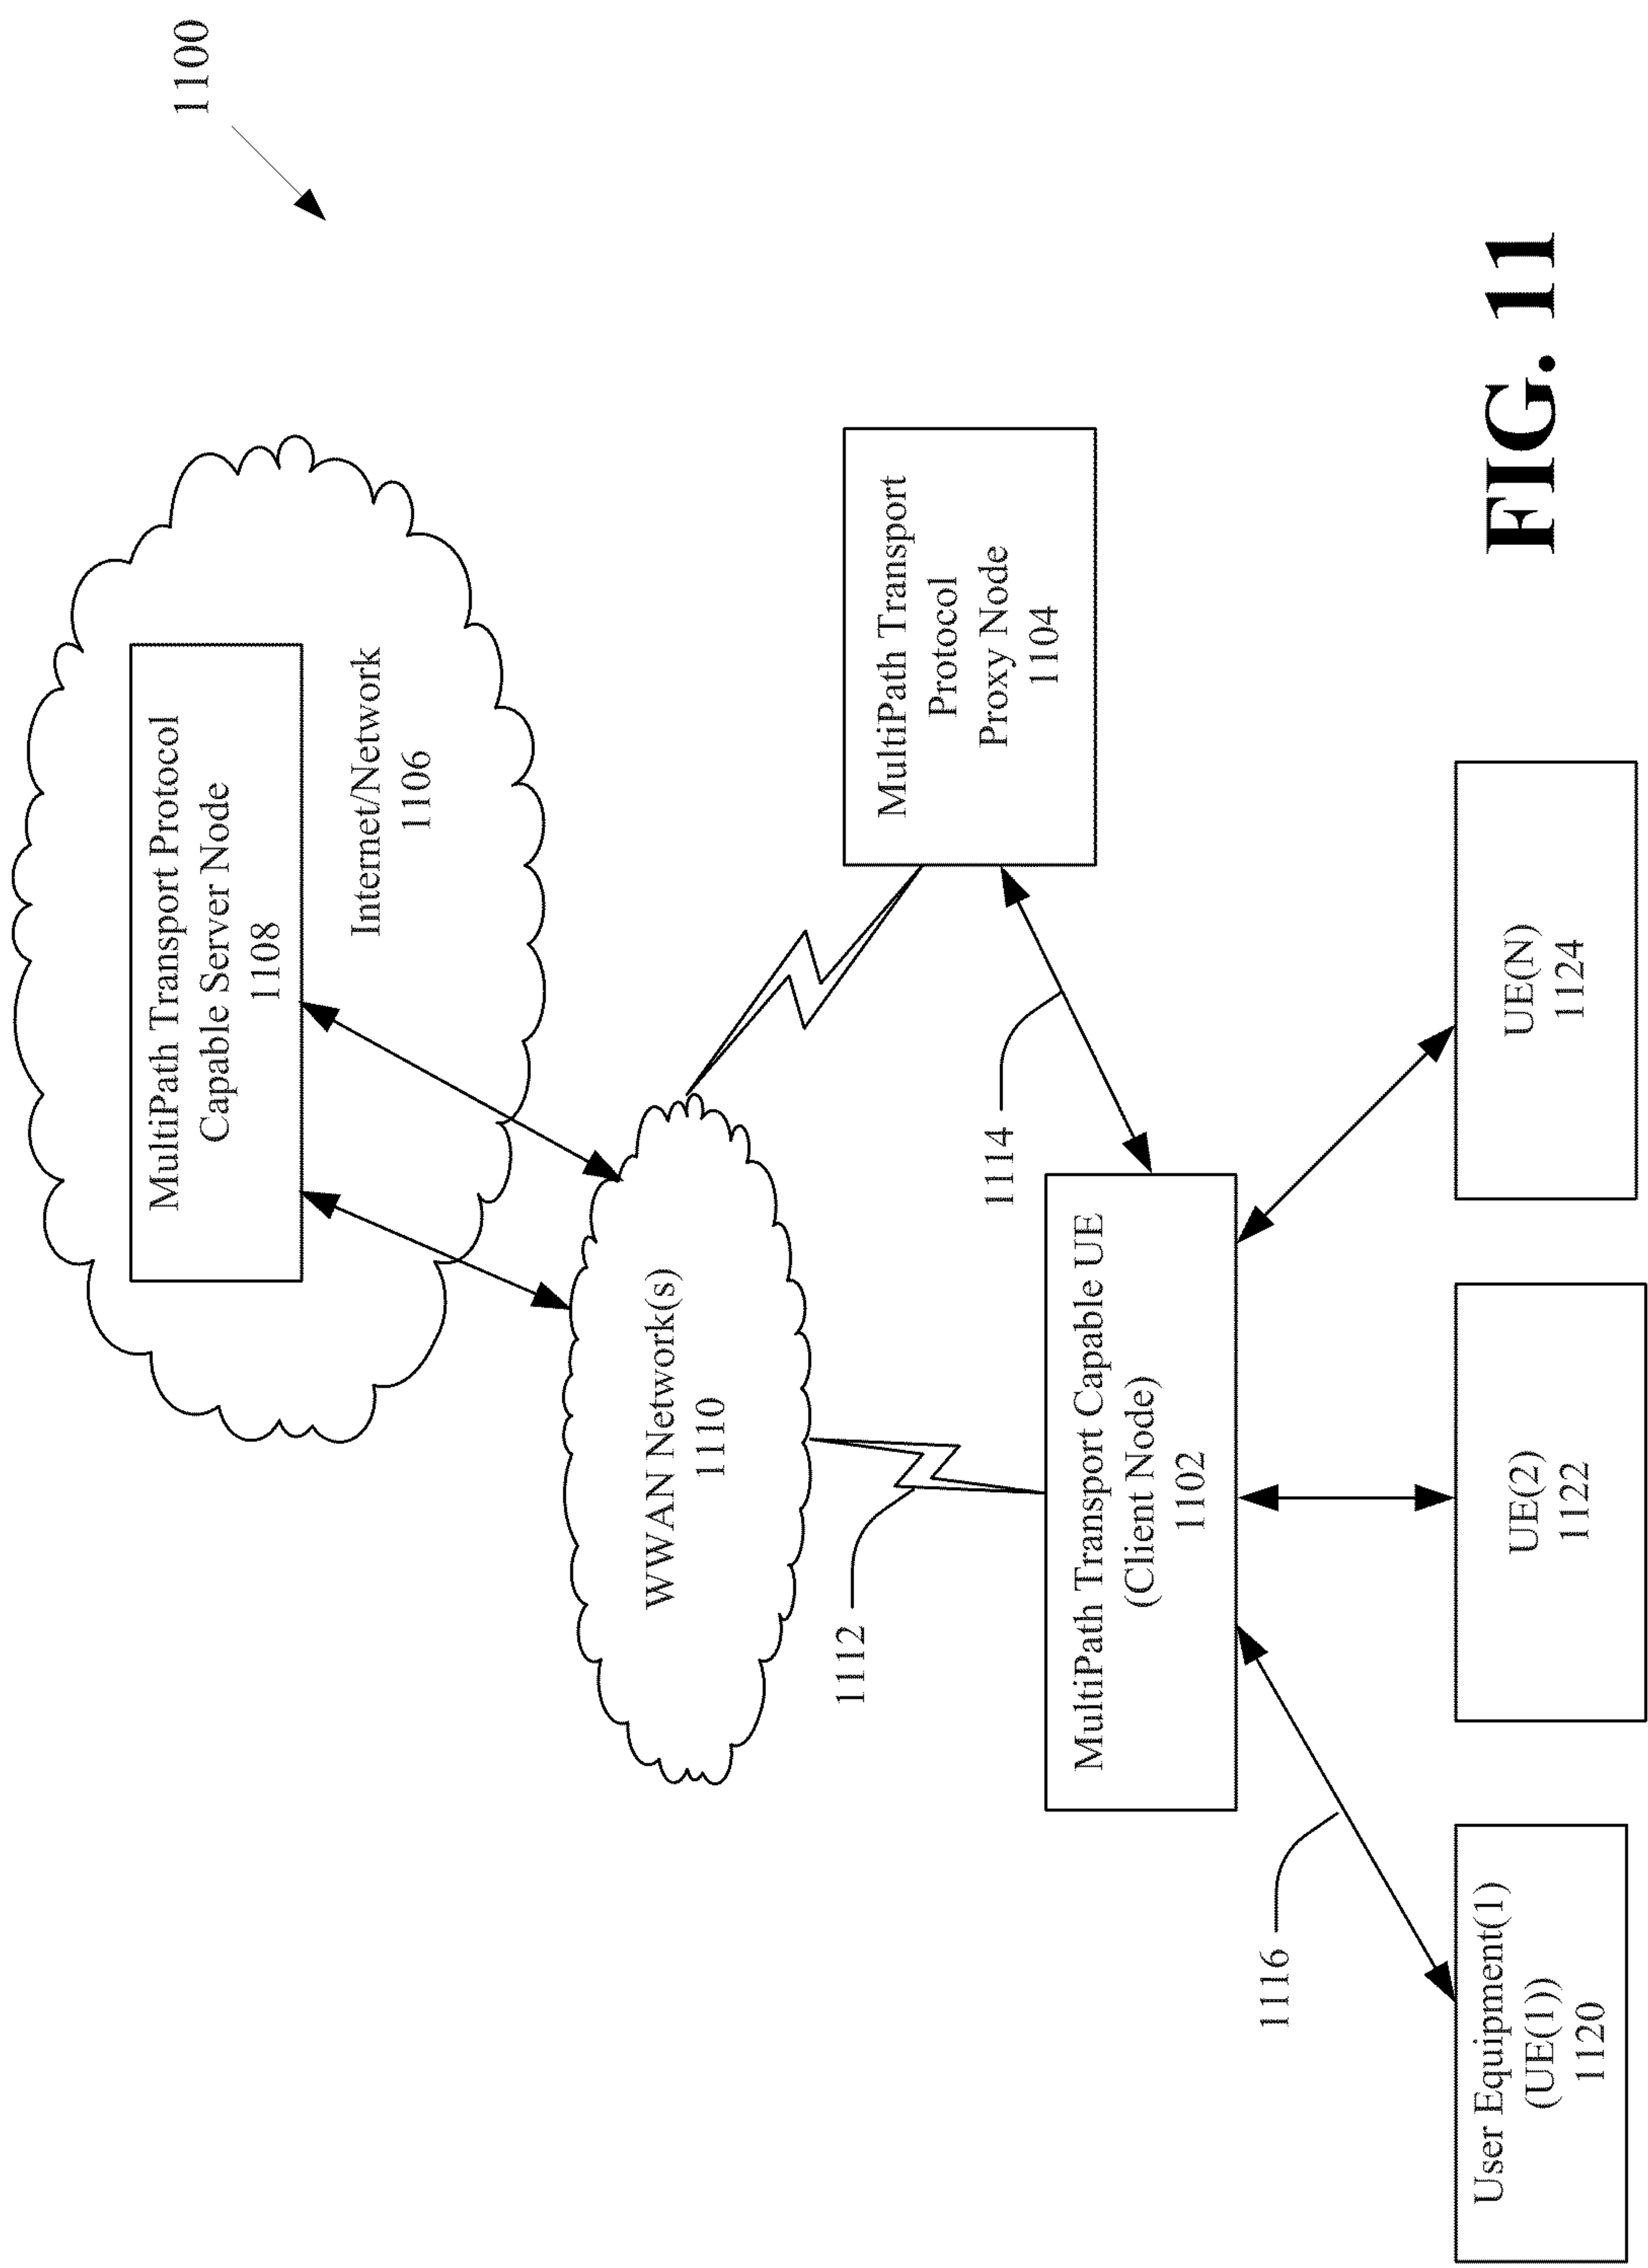 1100
MultiPath Transport Protocol
Capable Server Node
1108
Internet/Network
1106
WWAN Network(s)
1110
MultiPath Transport
Protocol
Proxy Node
1104
1112
1114
MultiPath Transport Capable UE
(Client Node)
1102
1116
User Equipment(1)
(UE(1))
1120
UE(2)
1122
UE(N)
1124
FIG. 11